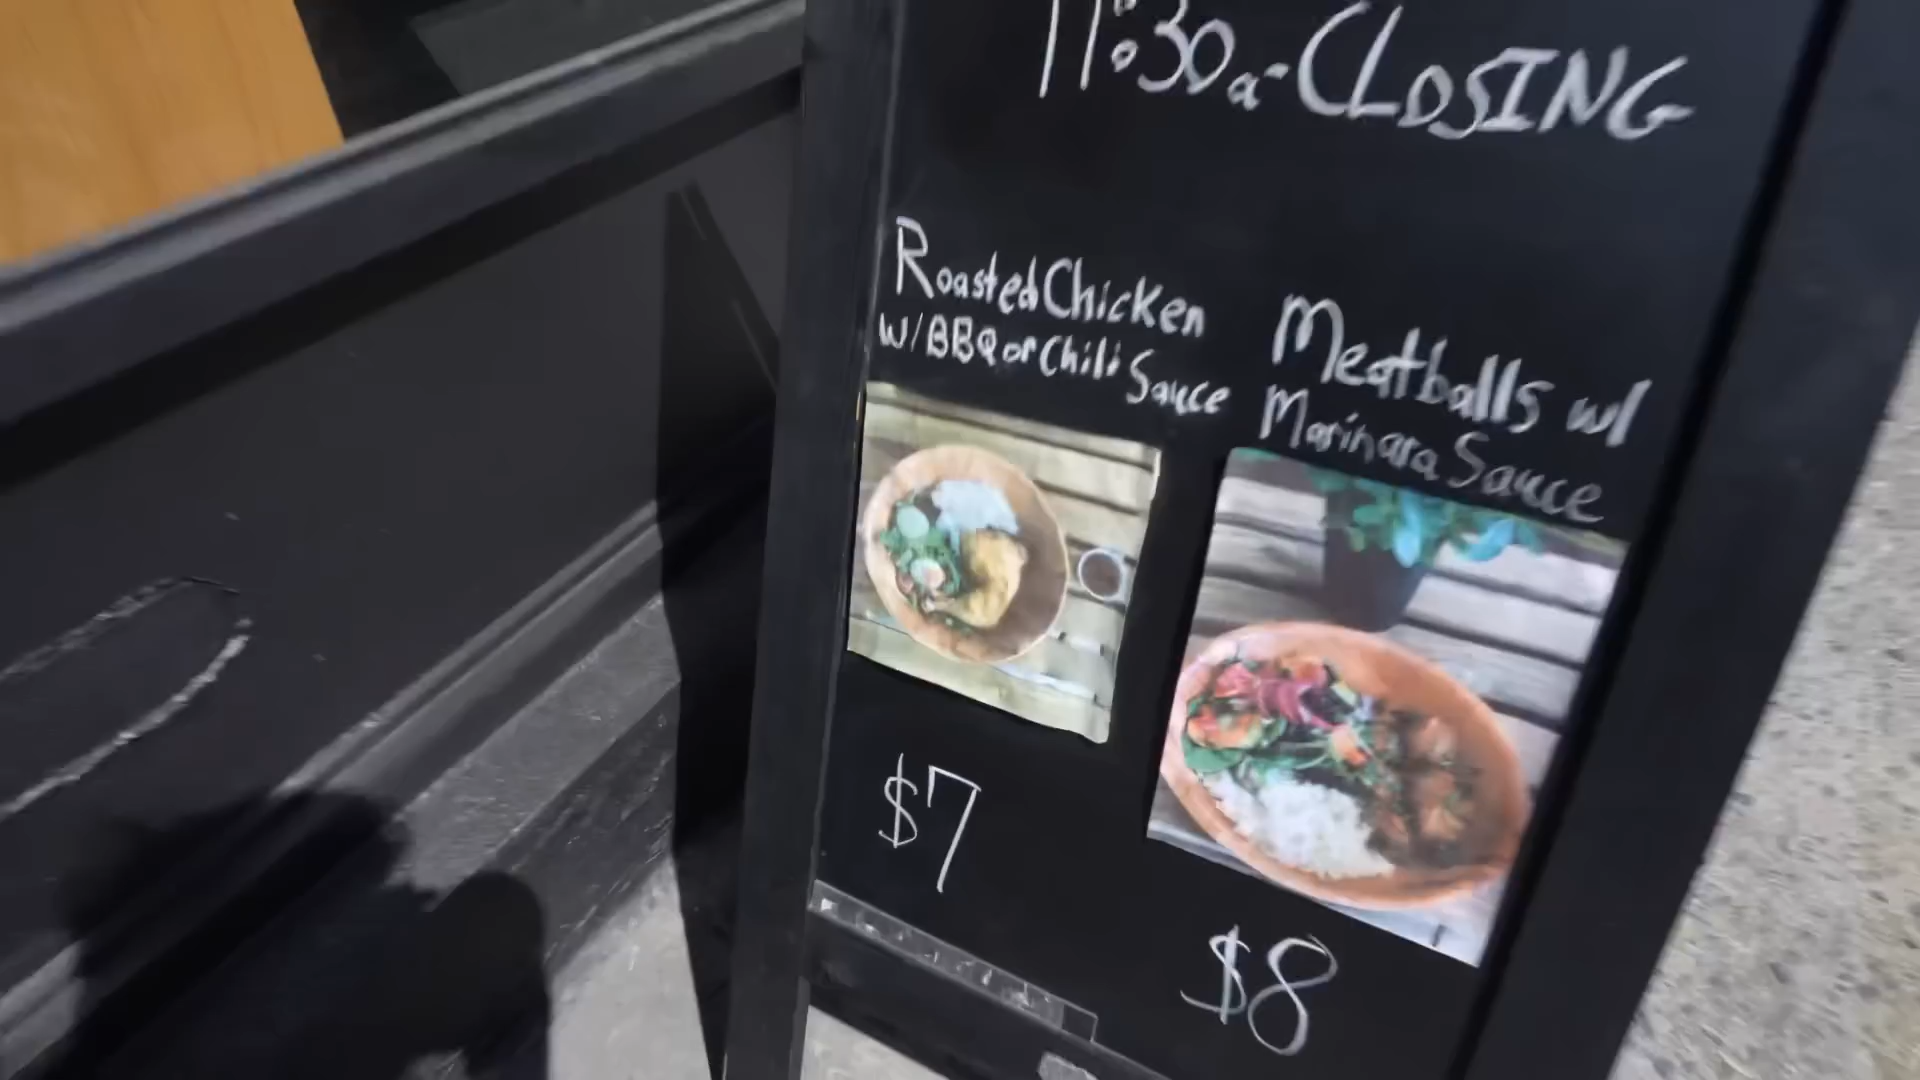 11:30a-CLOSING
Roasted Chicken
w/BBQ or Chili Sauce
Meatballs w/
Marinara Sauce
$7
$8